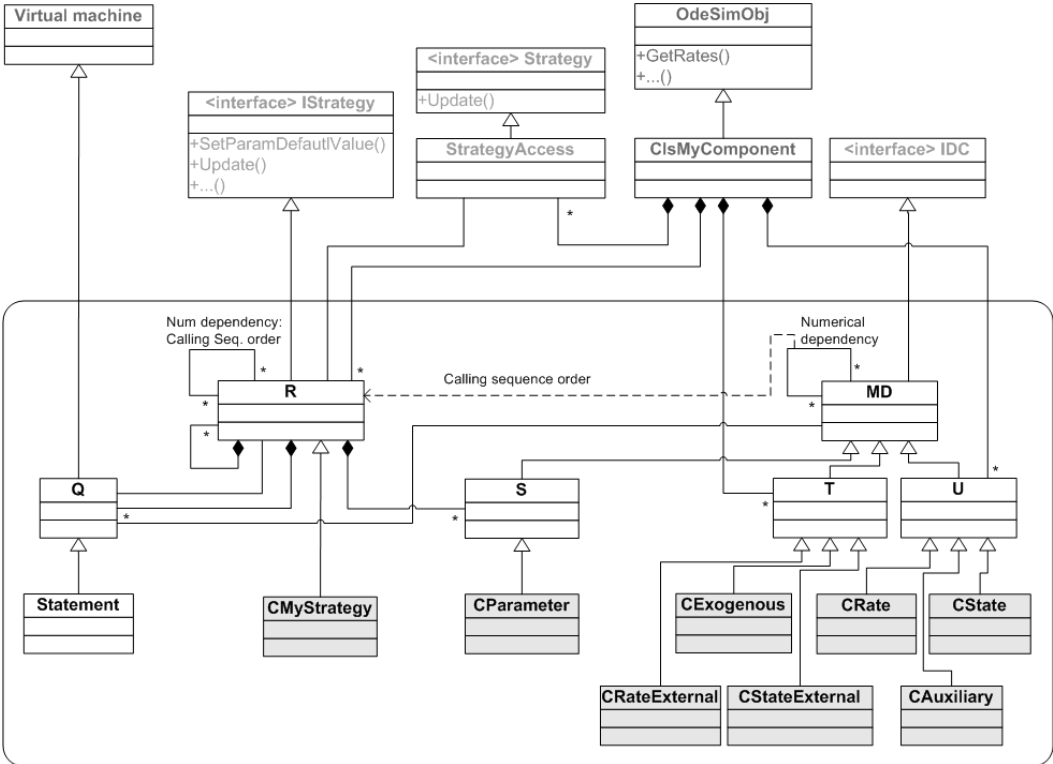 Virtual machine
OdeSimObj
+GetRates()
+...()
<interface> Strategy
+Update()
<interface> IStrategy
+SetParamDefautlValue()
+Update()
+...()
StrategyAccess
ClsMyComponent
<interface> IDC
*
Num dependency:
Calling Seq. order
Numerical
dependency
*
*
*
Calling sequence order
R
MD
*
*
*
Q
S
T
U
*
*
*
*
Statement
CMyStrategy
CParameter
CExogenous
CRate
CState
CRateExternal
CStateExternal
CAuxiliary